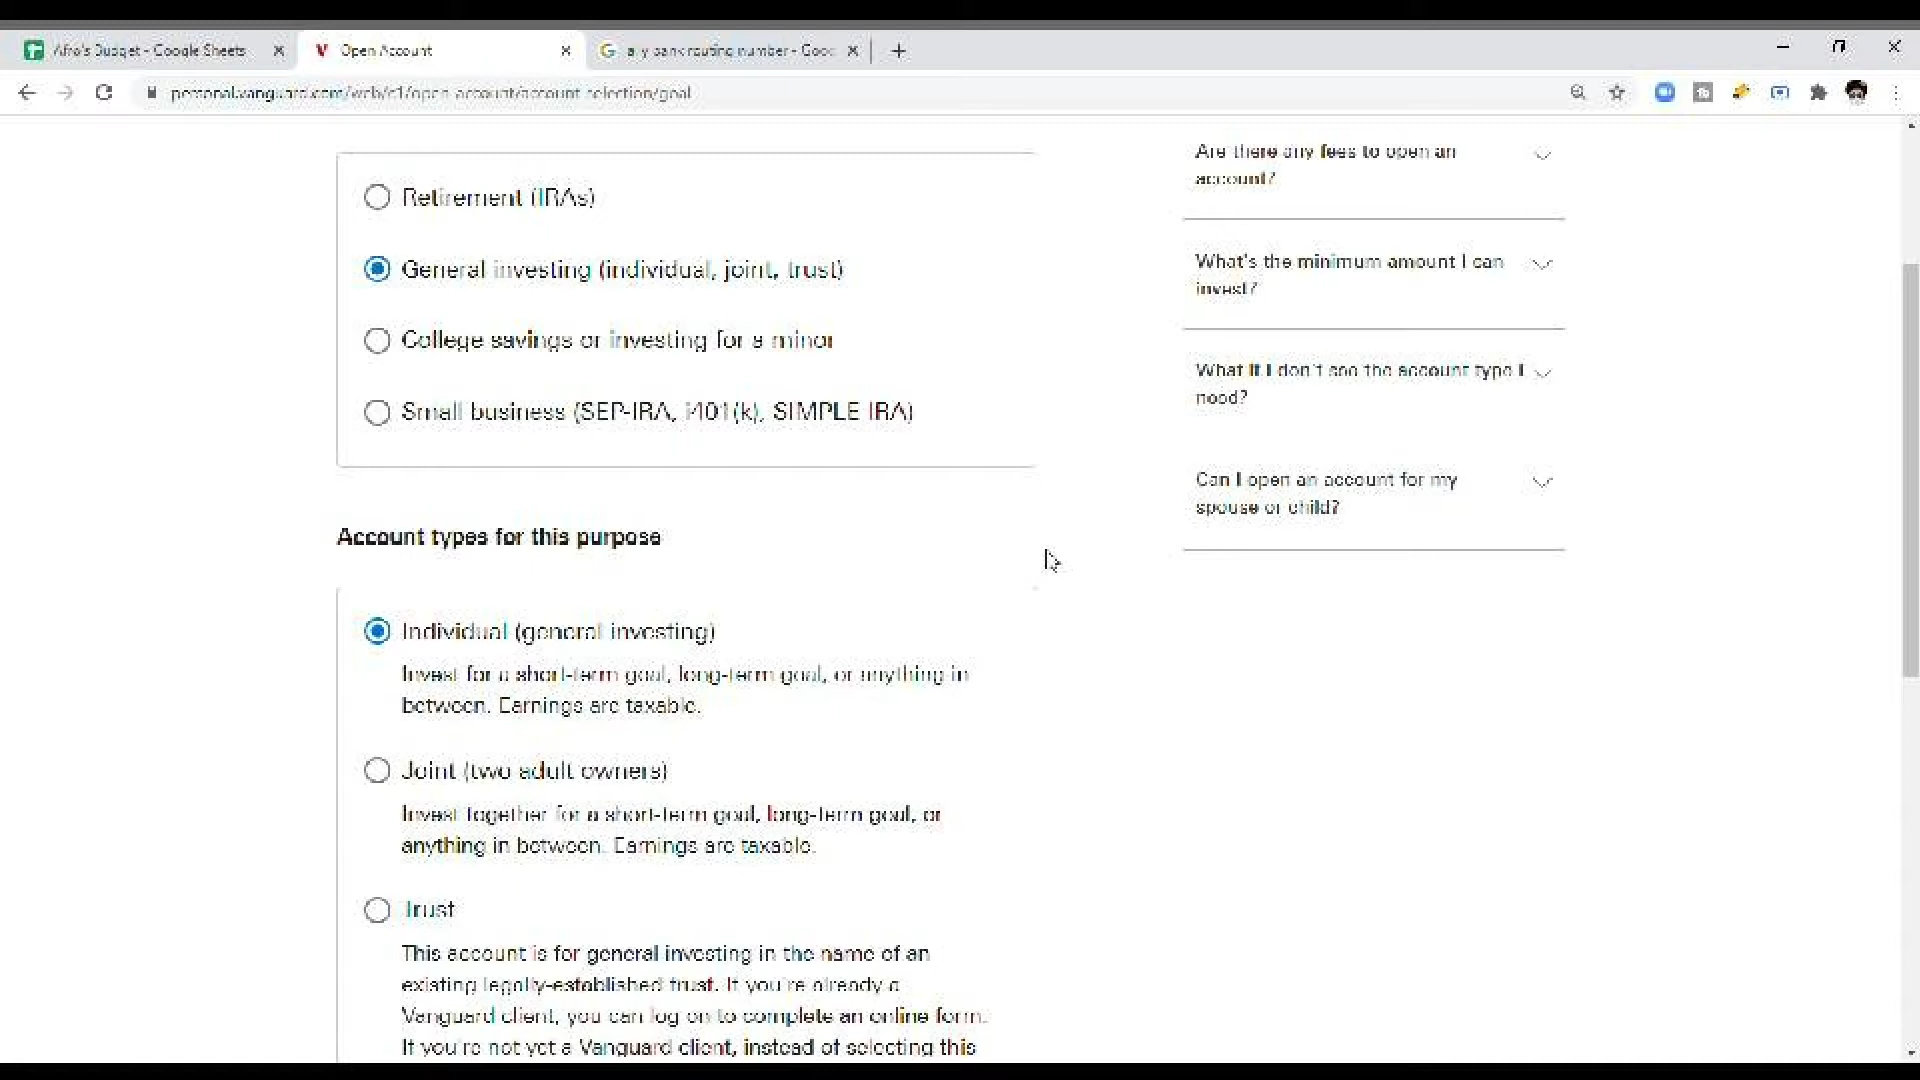 Afro's Budget - Google Sheets
Open Account
ally bank routing number - Goo
personal.vanguard.com/web/c1/open-account/account-selection/goal
Retirement (IRAs)
General investing (individual, joint, trust)
College savings or investing for a minor
Small business (SEP-IRA, i401(k), SIMPLE IRA)
Account types for this purpose
Individual (general investing)
Invest for a short-term goal, long-term goal, or anything in
between. Earnings are taxable.
Joint (two adult owners)
Invest together for a short-term goal, long-term goal, or
anything in between. Earnings are taxable.
Trust
This account is for general investing in the name of an
existing legally-established trust. If you're already a
Vanguard client, you can log on to complete an online form.
If you're not yet a Vanguard client, instead of selecting this
Are there any fees to open an
account?
What's the minimum amount I can
invest?
What if I don't see the account type I
need?
Can I open an account for my
spouse or child?